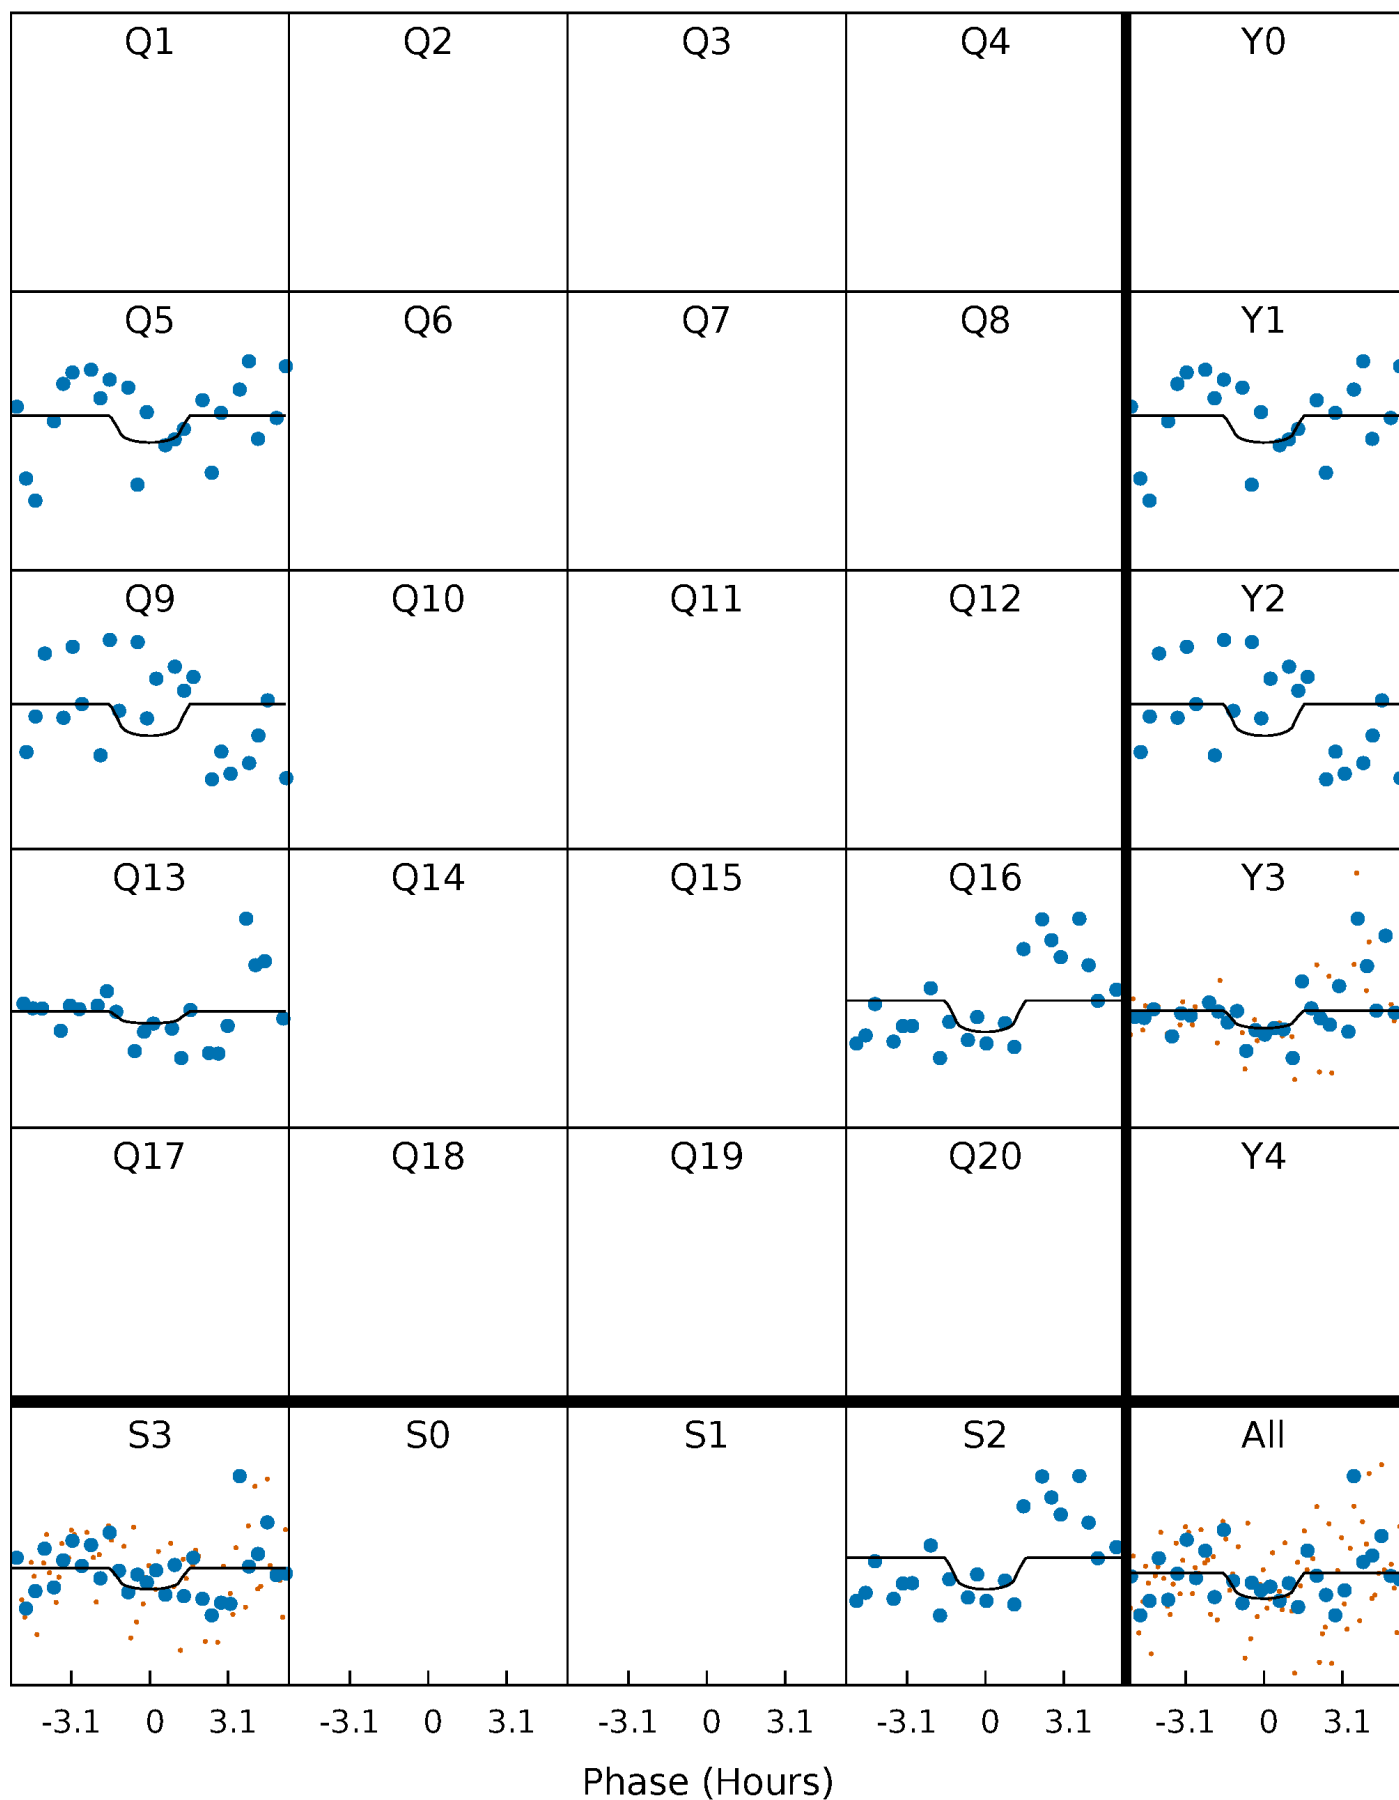 Q1 Q2 Q3 Q4 Y0
Q5 Q6 Q7 Q8 Y1
Q9 Q10 Q11 Q12 Y2
Q13 Q14 Q15 Q16 Y3
Q17 Q18 Q19 Q20 Y4
S3 S0 S1 S2 All
-3.1 0 3.1 -3.1 0 3.1 -3.1 0 3.1 -3.1 0 3.1 -3.1 0 3.1
Phase (Hours)